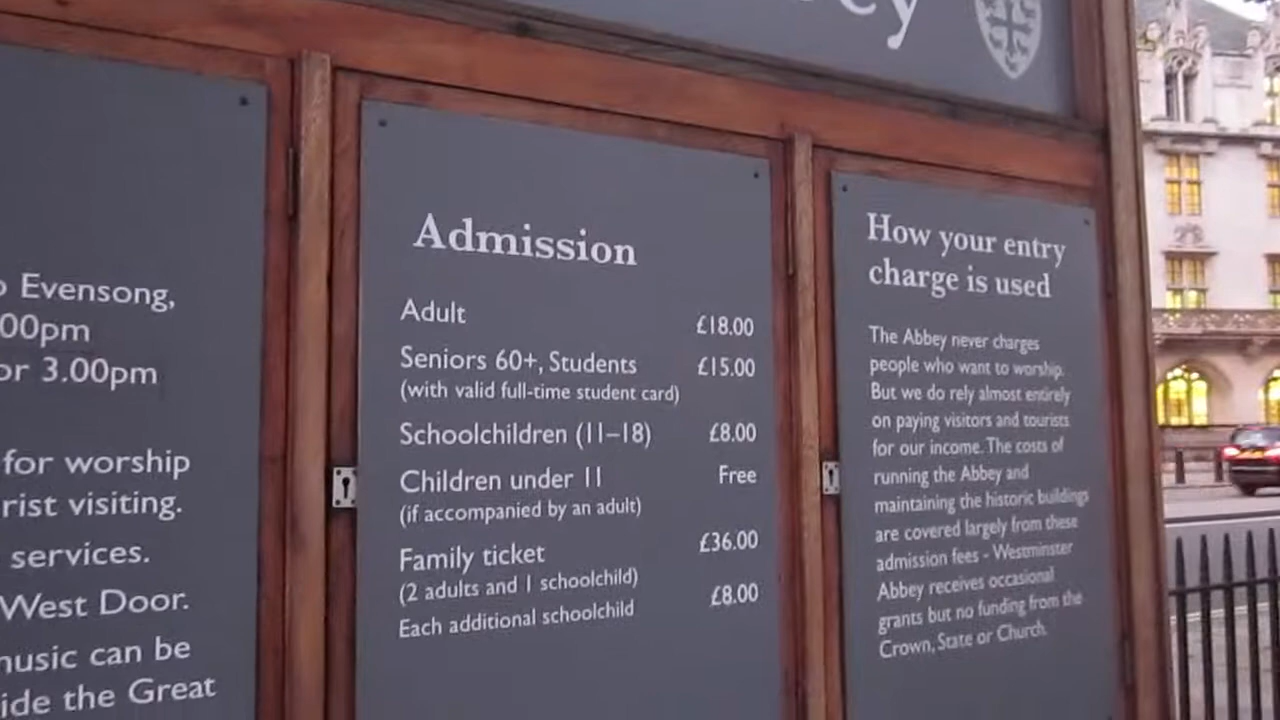 Evensong,
00pm
or 3.00pm
for worship
visiting.
services.
West Door.
can be
the Great
Admission
Adult £18.00
Seniors 60+, Students £15.00
(with valid full-time student card)
Schoolchildren (11–18) £8.00
Children under 11 Free
(if accompanied by an adult)
Family ticket £36.00
(2 adults and 1 schoolchild)
Each additional schoolchild £8.00
How your entry
charge is used
The Abbey never charges
people who want to worship.
But we do rely almost entirely
on paying visitors and tourists
for our income. The costs of
running the Abbey and
maintaining the historic buildings
are covered largely from these
admission fees - Westminster
Abbey receives occasional
grants but no funding from the
Crown, State or Church.